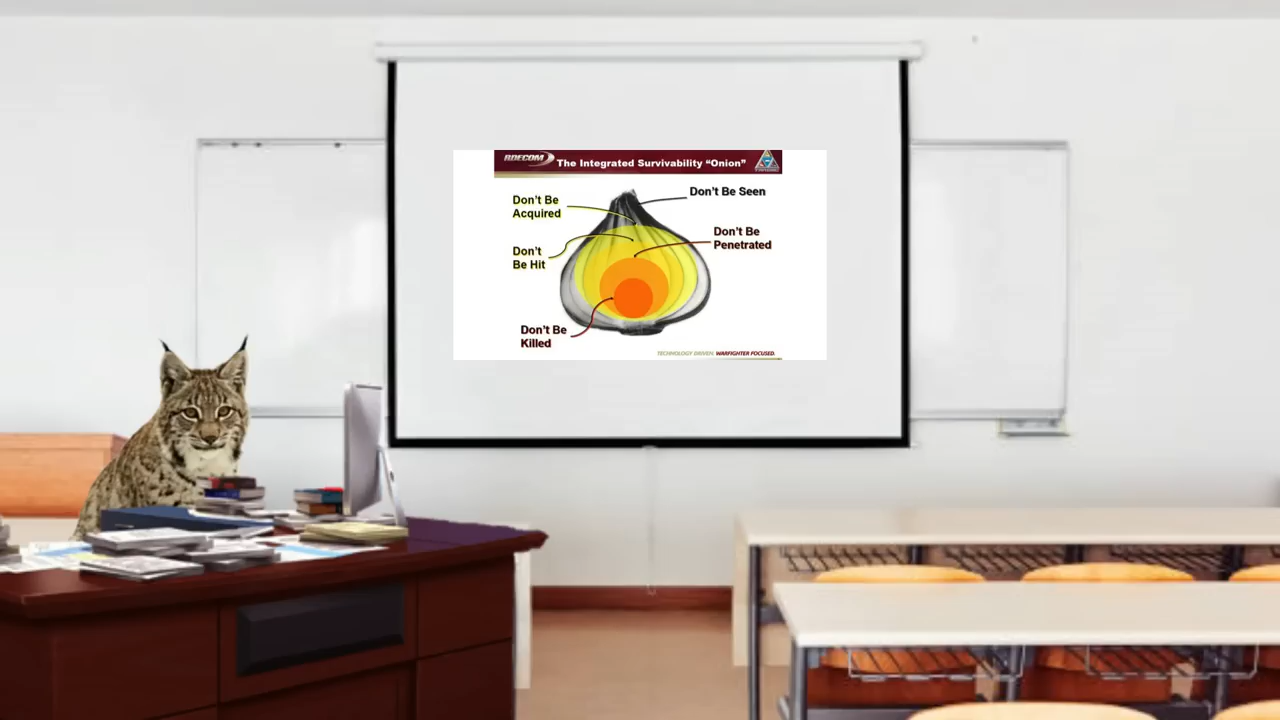 RDECOM
The Integrated Survivability “Onion”
Don't Be Seen
Don't Be
Acquired
Don't Be
Penetrated
Don't
Be Hit
Don't Be
Killed
TECHNOLOGY DRIVEN. WARFIGHTER FOCUSED.